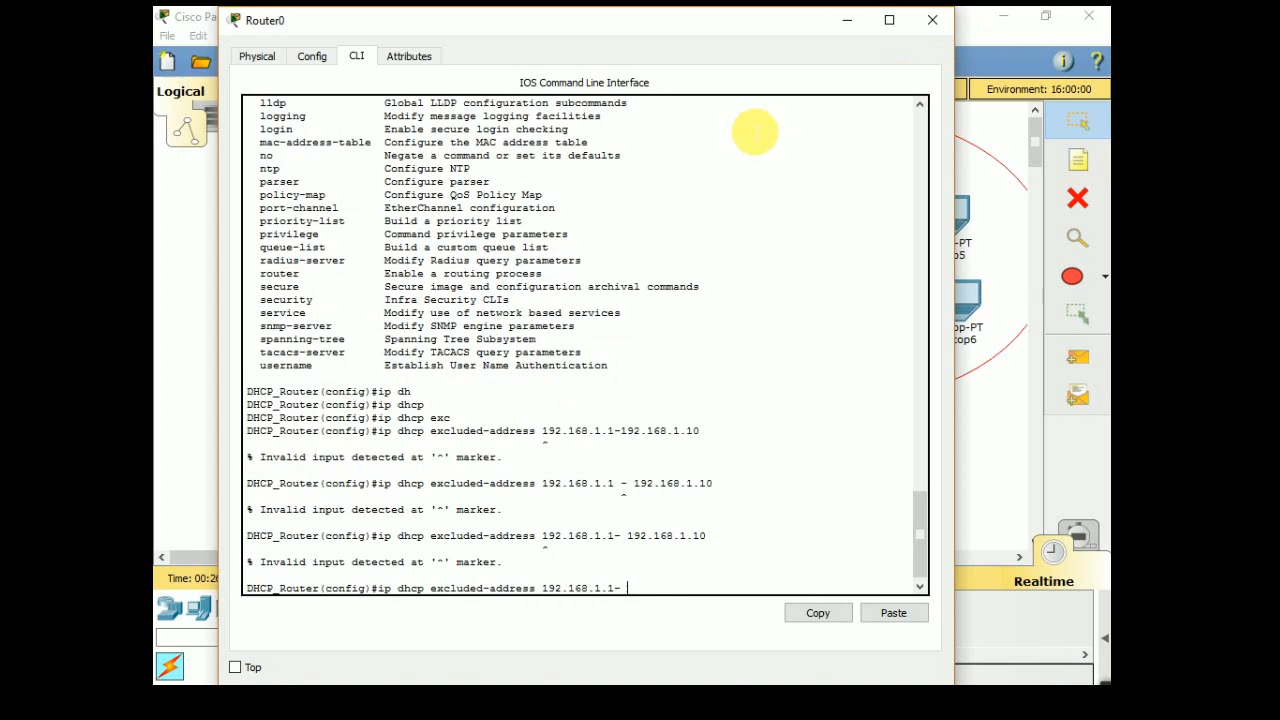 Cisco Pa
Router0
File Edit
Physical Config CLI Attributes
IOS Command Line Interface
Logical
Environment: 16:00:00
lldp Global LLDP configuration subcommands
logging Modify message logging facilities
login Enable secure login checking
mac-address-table Configure the MAC address table
no Negate a command or set its defaults
ntp Configure NTP
parser Configure parser
policy-map Configure QoS Policy Map
port-channel EtherChannel configuration
priority-list Build a priority list
privilege Command privilege parameters
queue-list Build a custom queue list
radius-server Modify Radius query parameters
router Enable a routing process
secure Secure image and configuration archival commands
security Infra Security CLIs
service Modify use of network based services
snmp-server Modify SNMP engine parameters
spanning-tree Spanning Tree Subsystem
tacacs-server Modify TACACS query parameters
username Establish User Name Authentication
DHCP_Router(config)#ip dh
DHCP_Router(config)#ip dhcp
DHCP_Router(config)#ip dhcp exc
DHCP_Router(config)#ip dhcp excluded-address 192.168.1.1-192.168.1.10
^
% Invalid input detected at '^' marker.
DHCP_Router(config)#ip dhcp excluded-address 192.168.1.1 - 192.168.1.10
^
% Invalid input detected at '^' marker.
DHCP_Router(config)#ip dhcp excluded-address 192.168.1.1- 192.168.1.10
^
% Invalid input detected at '^' marker.
DHCP_Router(config)#ip dhcp excluded-address 192.168.1.1-
Copy Paste
Top
-PT
p5
op-PT
top6
Time: 00:2
Realtime